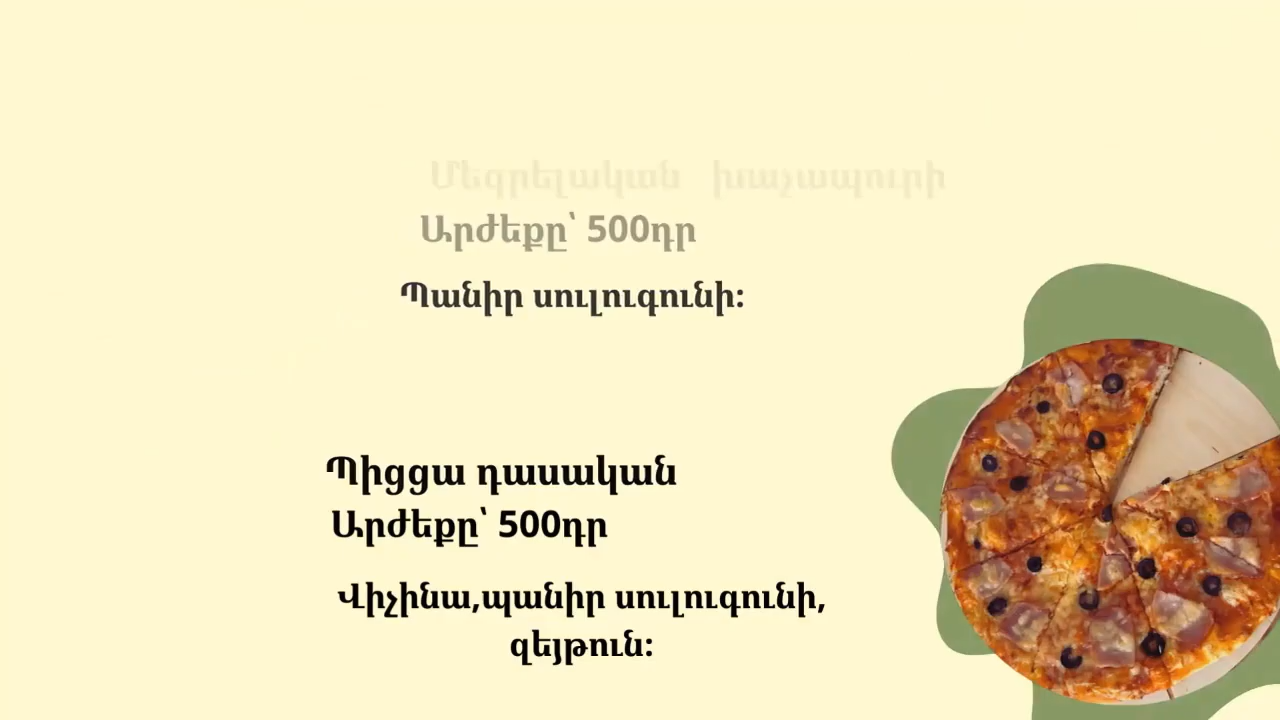 Մեգրելական խաչապուրի
Արժեքը՝ 500դր
Պանիր սուլուգունի։
Պիցցա դասական
Արժեքը՝ 500դր
Վիչինա,պանիր սուլուգունի,
զեյթուն։